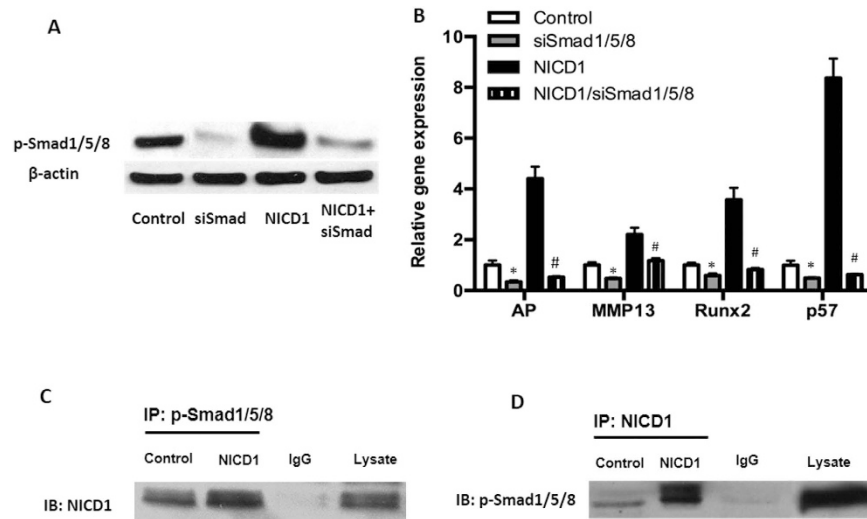 A
p-Smad1/5/8
β-actin
Control siSmad NICD1 NICD1+
siSmad
B
Control
siSmad1/5/8
NICD1
NICD1/siSmad1/5/8
Relative gene expression
10
8
6
4
2
0
* # * # * # * #
AP MMP13 Runx2 p57
C
IP: p-Smad1/5/8
Control NICD1 IgG Lysate
IB: NICD1
D
IP: NICD1
Control NICD1 IgG Lysate
IB: p-Smad1/5/8